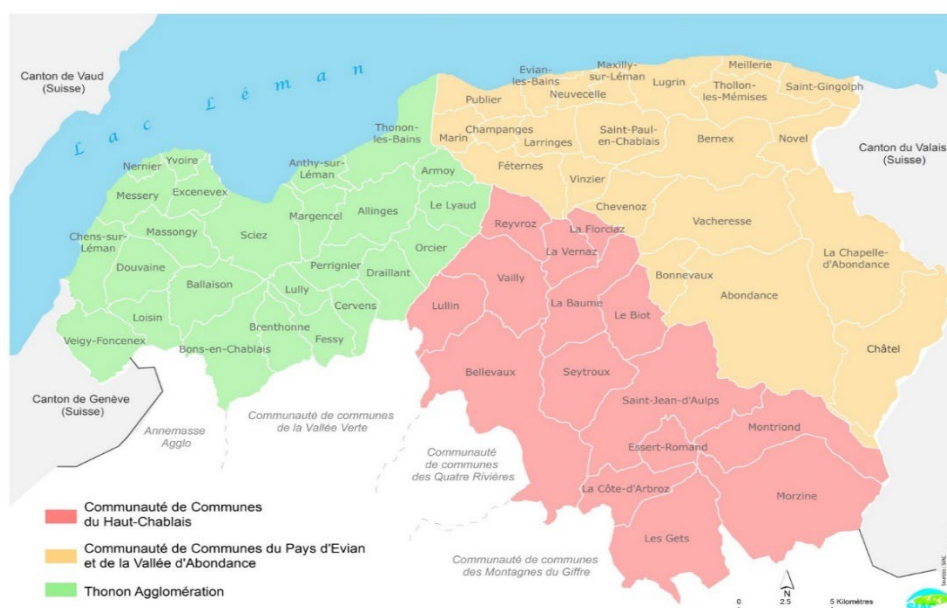 Canton de Vaud
(Suisse)
Lac Léman
Evian-
les-Bains
Maxilly-
sur-Léman
Meillerie
Publier
Neuvecelle
Lugrin
Thollon-
les-Mémises
Saint-Gingolph
Thonon-
les-Bains
Marin
Champanges
Larringes
Saint-Paul-
en-Chablais
Bernex
Novel
Canton du Valais
(Suisse)
Nernier
Yvoire
Anthy-sur-
Léman
Armoy
Féternes
Vinzier
Messery
Excenevex
Margencel
Allinges
Le Lyaud
Chevenoz
Vacheresse
Chens-sur-
Léman
Massongy
Sciez
Reyvroz
La Florciaz
La Vernaz
La Chapelle-
d'Abondance
Douvaine
Ballaison
Perrignier
Draillant
Orcier
Vailly
Bonnevaux
Abondance
Lully
Cervens
Lullin
La Baume
Le Biot
Loisin
Brenthonne
Fessy
Veigy-Foncenex
Bons-en-Chablais
Châtel
Bellevaux
Seytroux
Canton de Genève
(Suisse)
Saint-Jean-d'Aulps
Annemasse
Agglo
Communauté de communes
de la Vallée Verte
Montriond
Communauté
de communes
des Quatre Rivières
Essert-Romand
La Côte-d'Arbroz
Morzine
Les Gets
Communauté de communes
des Montagnes du Giffre
Communauté de Communes
du Haut-Chablais
Communauté de Communes du Pays d'Evian
et de la Vallée d'Abondance
Thonon Agglomération
N
0 2.5 5 Kilomètres